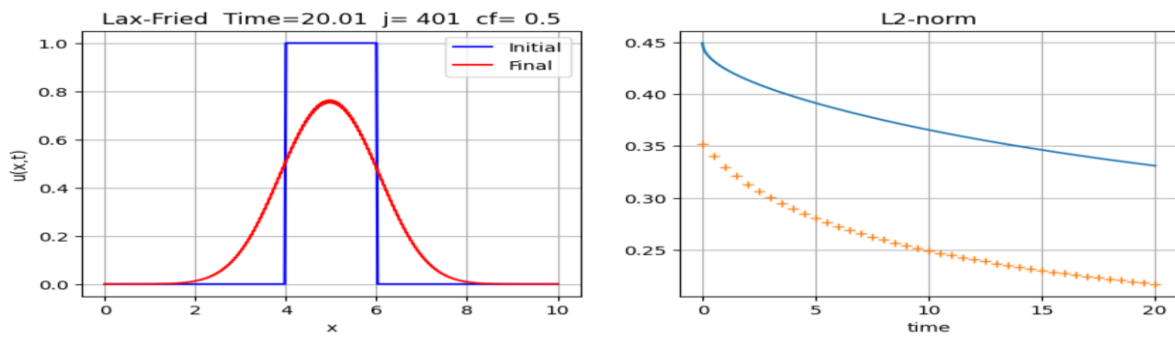 Lax-Fried Time=20.01 j= 401 cf= 0.5
1.0
0.8
0.6
0.4
0.2
0.0
u(x,t)
Initial
Final
0 2 4 6 8 10
x
L2-norm
0.45
0.40
0.35
0.30
0.25
0 5 10 15 20
time